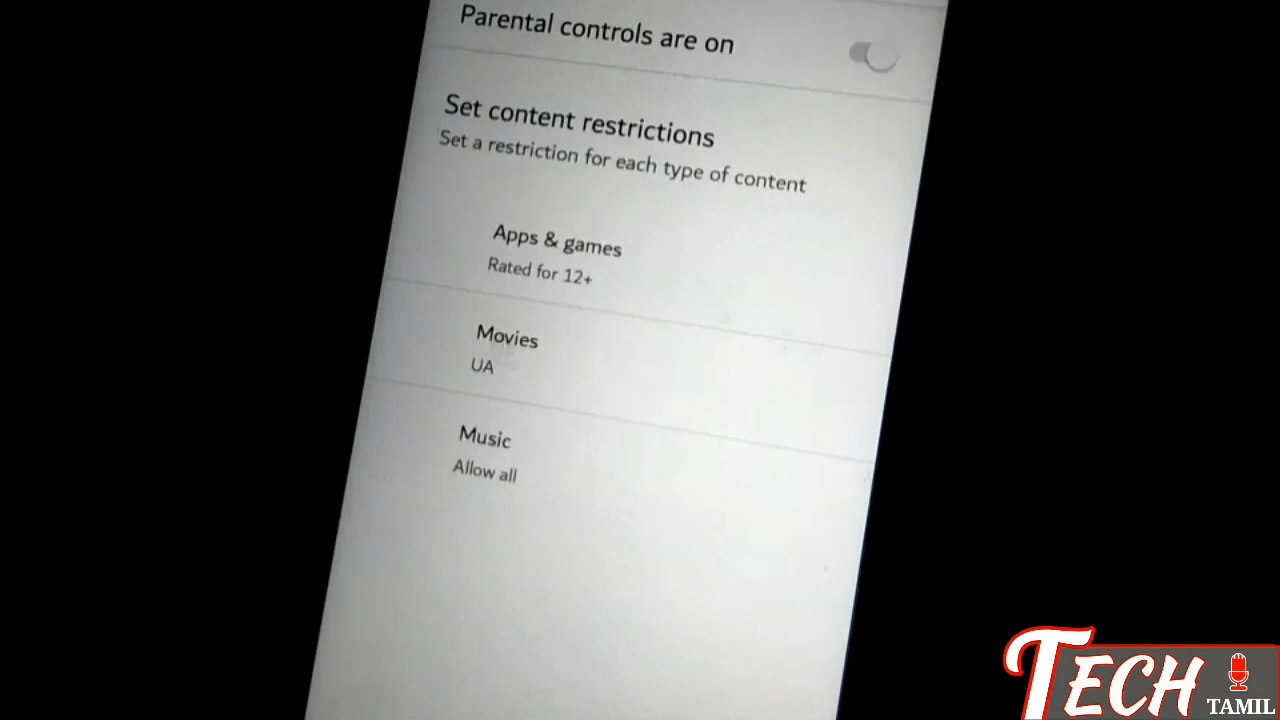 Parental controls are on
Set content restrictions
Set a restriction for each type of content
Apps & games
Rated for 12+
Movies
UA
Music
Allow all
TECH
TAMIL